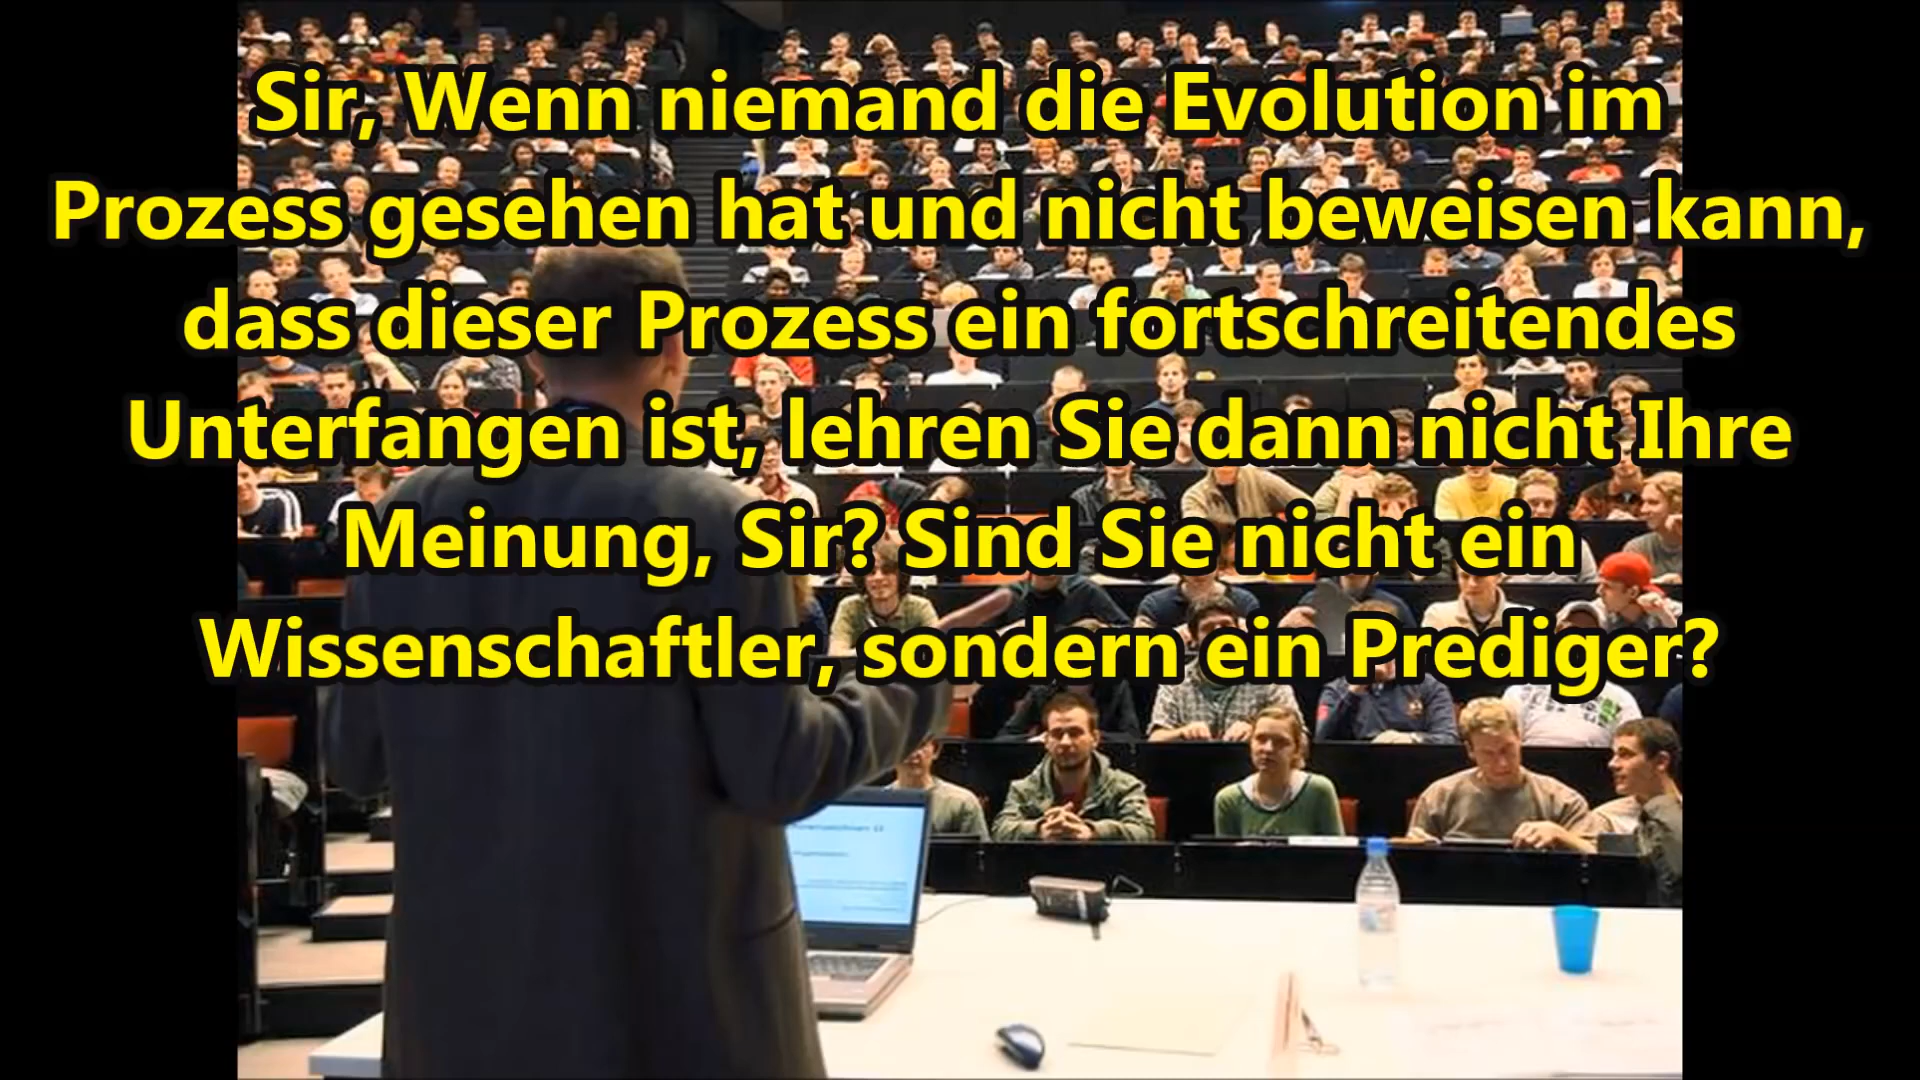 Sir, Wenn niemand die Evolution im
Prozess gesehen hat und nicht beweisen kann,
dass dieser Prozess ein fortschreitendes
Unterfangen ist, lehren Sie dann nicht Ihre
Meinung, Sir? Sind Sie nicht ein
Wissenschaftler, sondern ein Prediger?